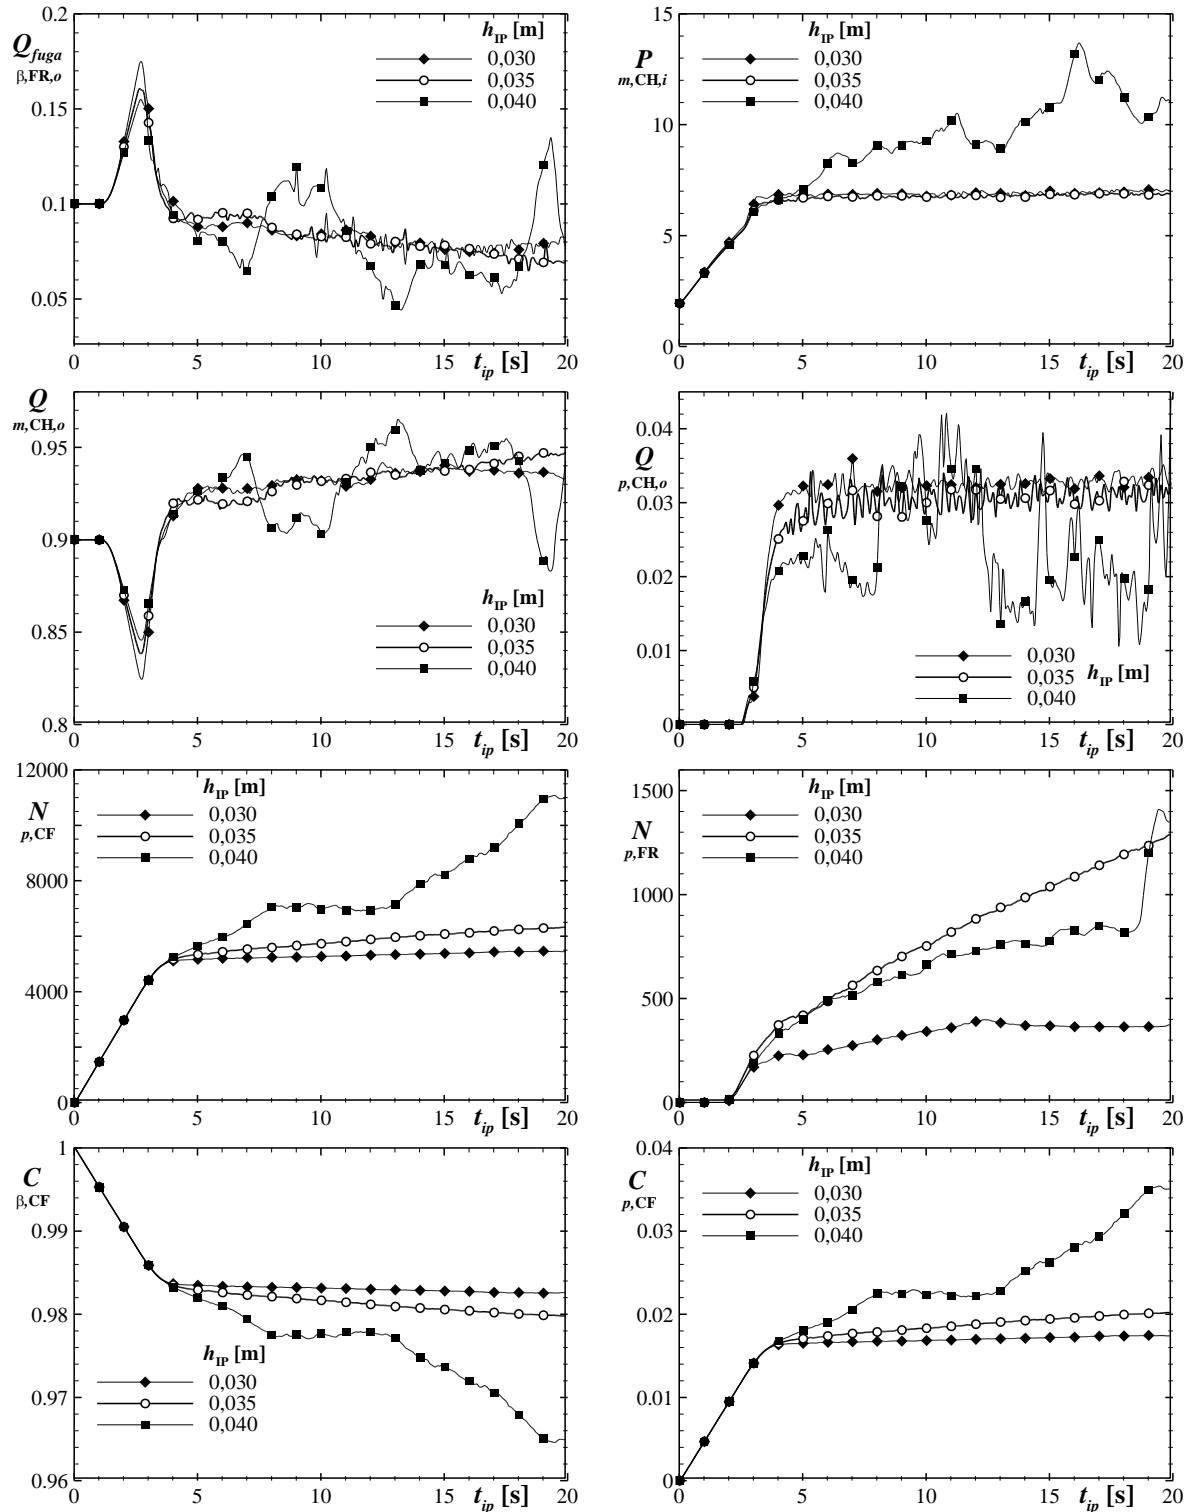 0.2
0.15
0.1
0.05
Q_fuga
β,FR,o
h_IP [m]
0,030
0,035
0,040
0 5 10 15 20
t_ip [s]
15
10
5
0
P
m,CH,i
h_IP [m]
0,030
0,035
0,040
0 5 10 15 20
t_ip [s]
0.95
0.9
0.85
0.8
Q
m,CH,o
h_IP [m]
0,030
0,035
0,040
0 5 10 15 20
t_ip [s]
0.04
0.03
0.02
0.01
0
Q
p,CH,o
0,030
0,035 h_IP [m]
0,040
0 5 10 15 20
t_ip [s]
12000
8000
4000
0
N
p,CF
h_IP [m]
0,030
0,035
0,040
0 5 10 15 20
t_ip [s]
1500
1000
500
0
N
p,FR
h_IP [m]
0,030
0,035
0,040
0 5 10 15 20
t_ip [s]
1
0.99
0.98
0.97
0.96
C
β,CF
h_IP [m]
0,030
0,035
0,040
0 5 10 15 20
t_ip [s]
0.04
0.03
0.02
0.01
0
C
p,CF
h_IP [m]
0,030
0,035
0,040
0 5 10 15 20
t_ip [s]